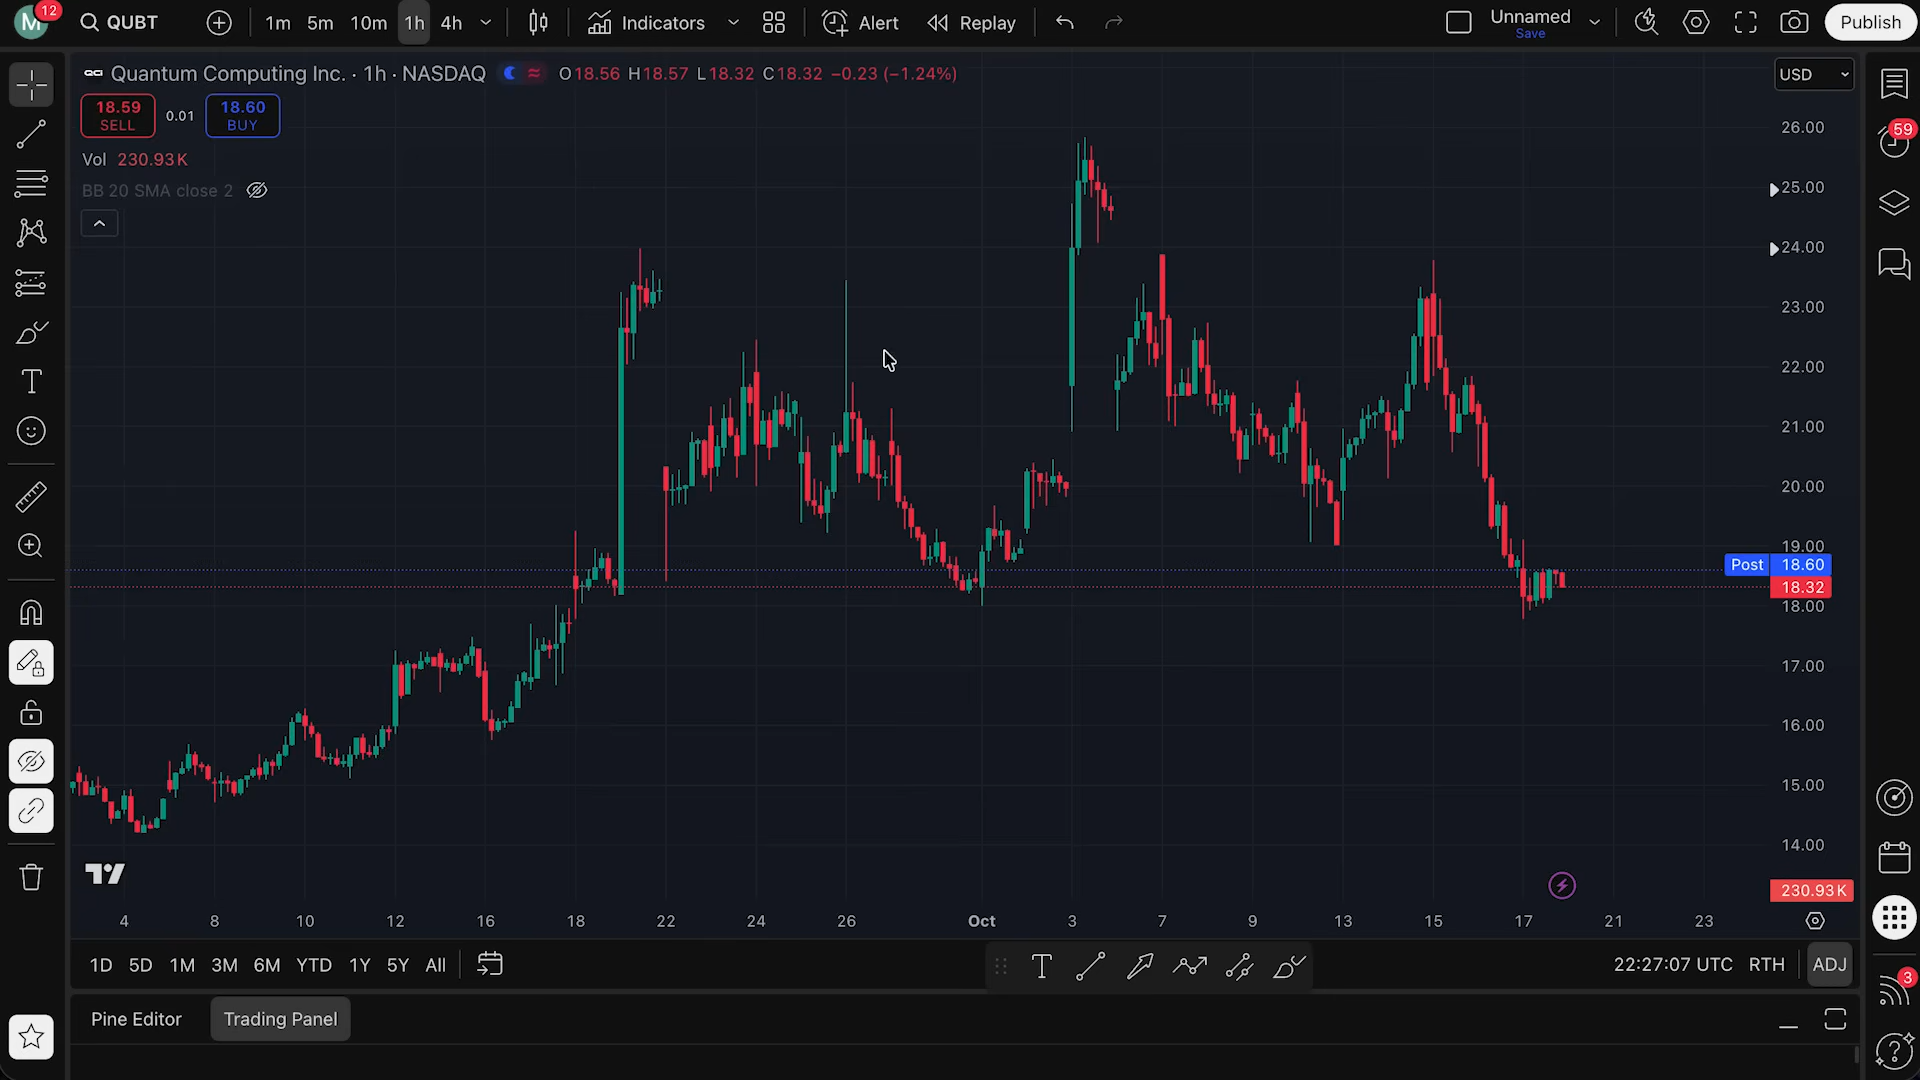 M 12 QUBT 1m 5m 10m 1h 4h Indicators Alert Replay Unnamed Save Publish
Quantum Computing Inc. · 1h · NASDAQ O18.56 H18.57 L18.32 C18.32 −0.23 (−1.24%) USD
18.59 SELL 0.01 18.60 BUY
Vol 230.93K
BB 20 SMA close 2
59
26.00
25.00
24.00
23.00
22.00
21.00
20.00
19.00
Post 18.60
18.32
18.00
17.00
16.00
15.00
14.00
230.93K
4 8 10 12 16 18 22 24 26 Oct 3 7 9 13 15 17 21 23
1D 5D 1M 3M 6M YTD 1Y 5Y All T 22:27:07 UTC RTH ADJ
3
Pine Editor Trading Panel